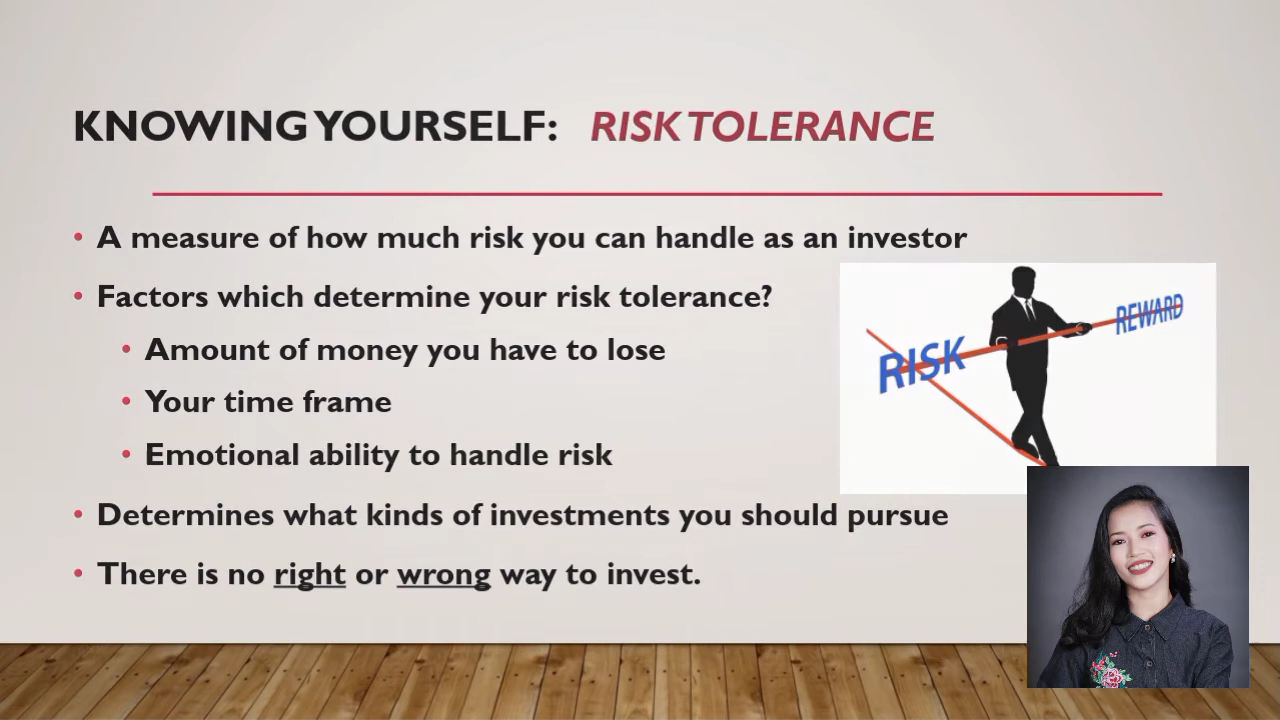 KNOWING YOURSELF: RISK TOLERANCE
• A measure of how much risk you can handle as an investor
• Factors which determine your risk tolerance?
• Amount of money you have to lose
• Your time frame
• Emotional ability to handle risk
• Determines what kinds of investments you should pursue
• There is no right or wrong way to invest.
RISK
REWARD